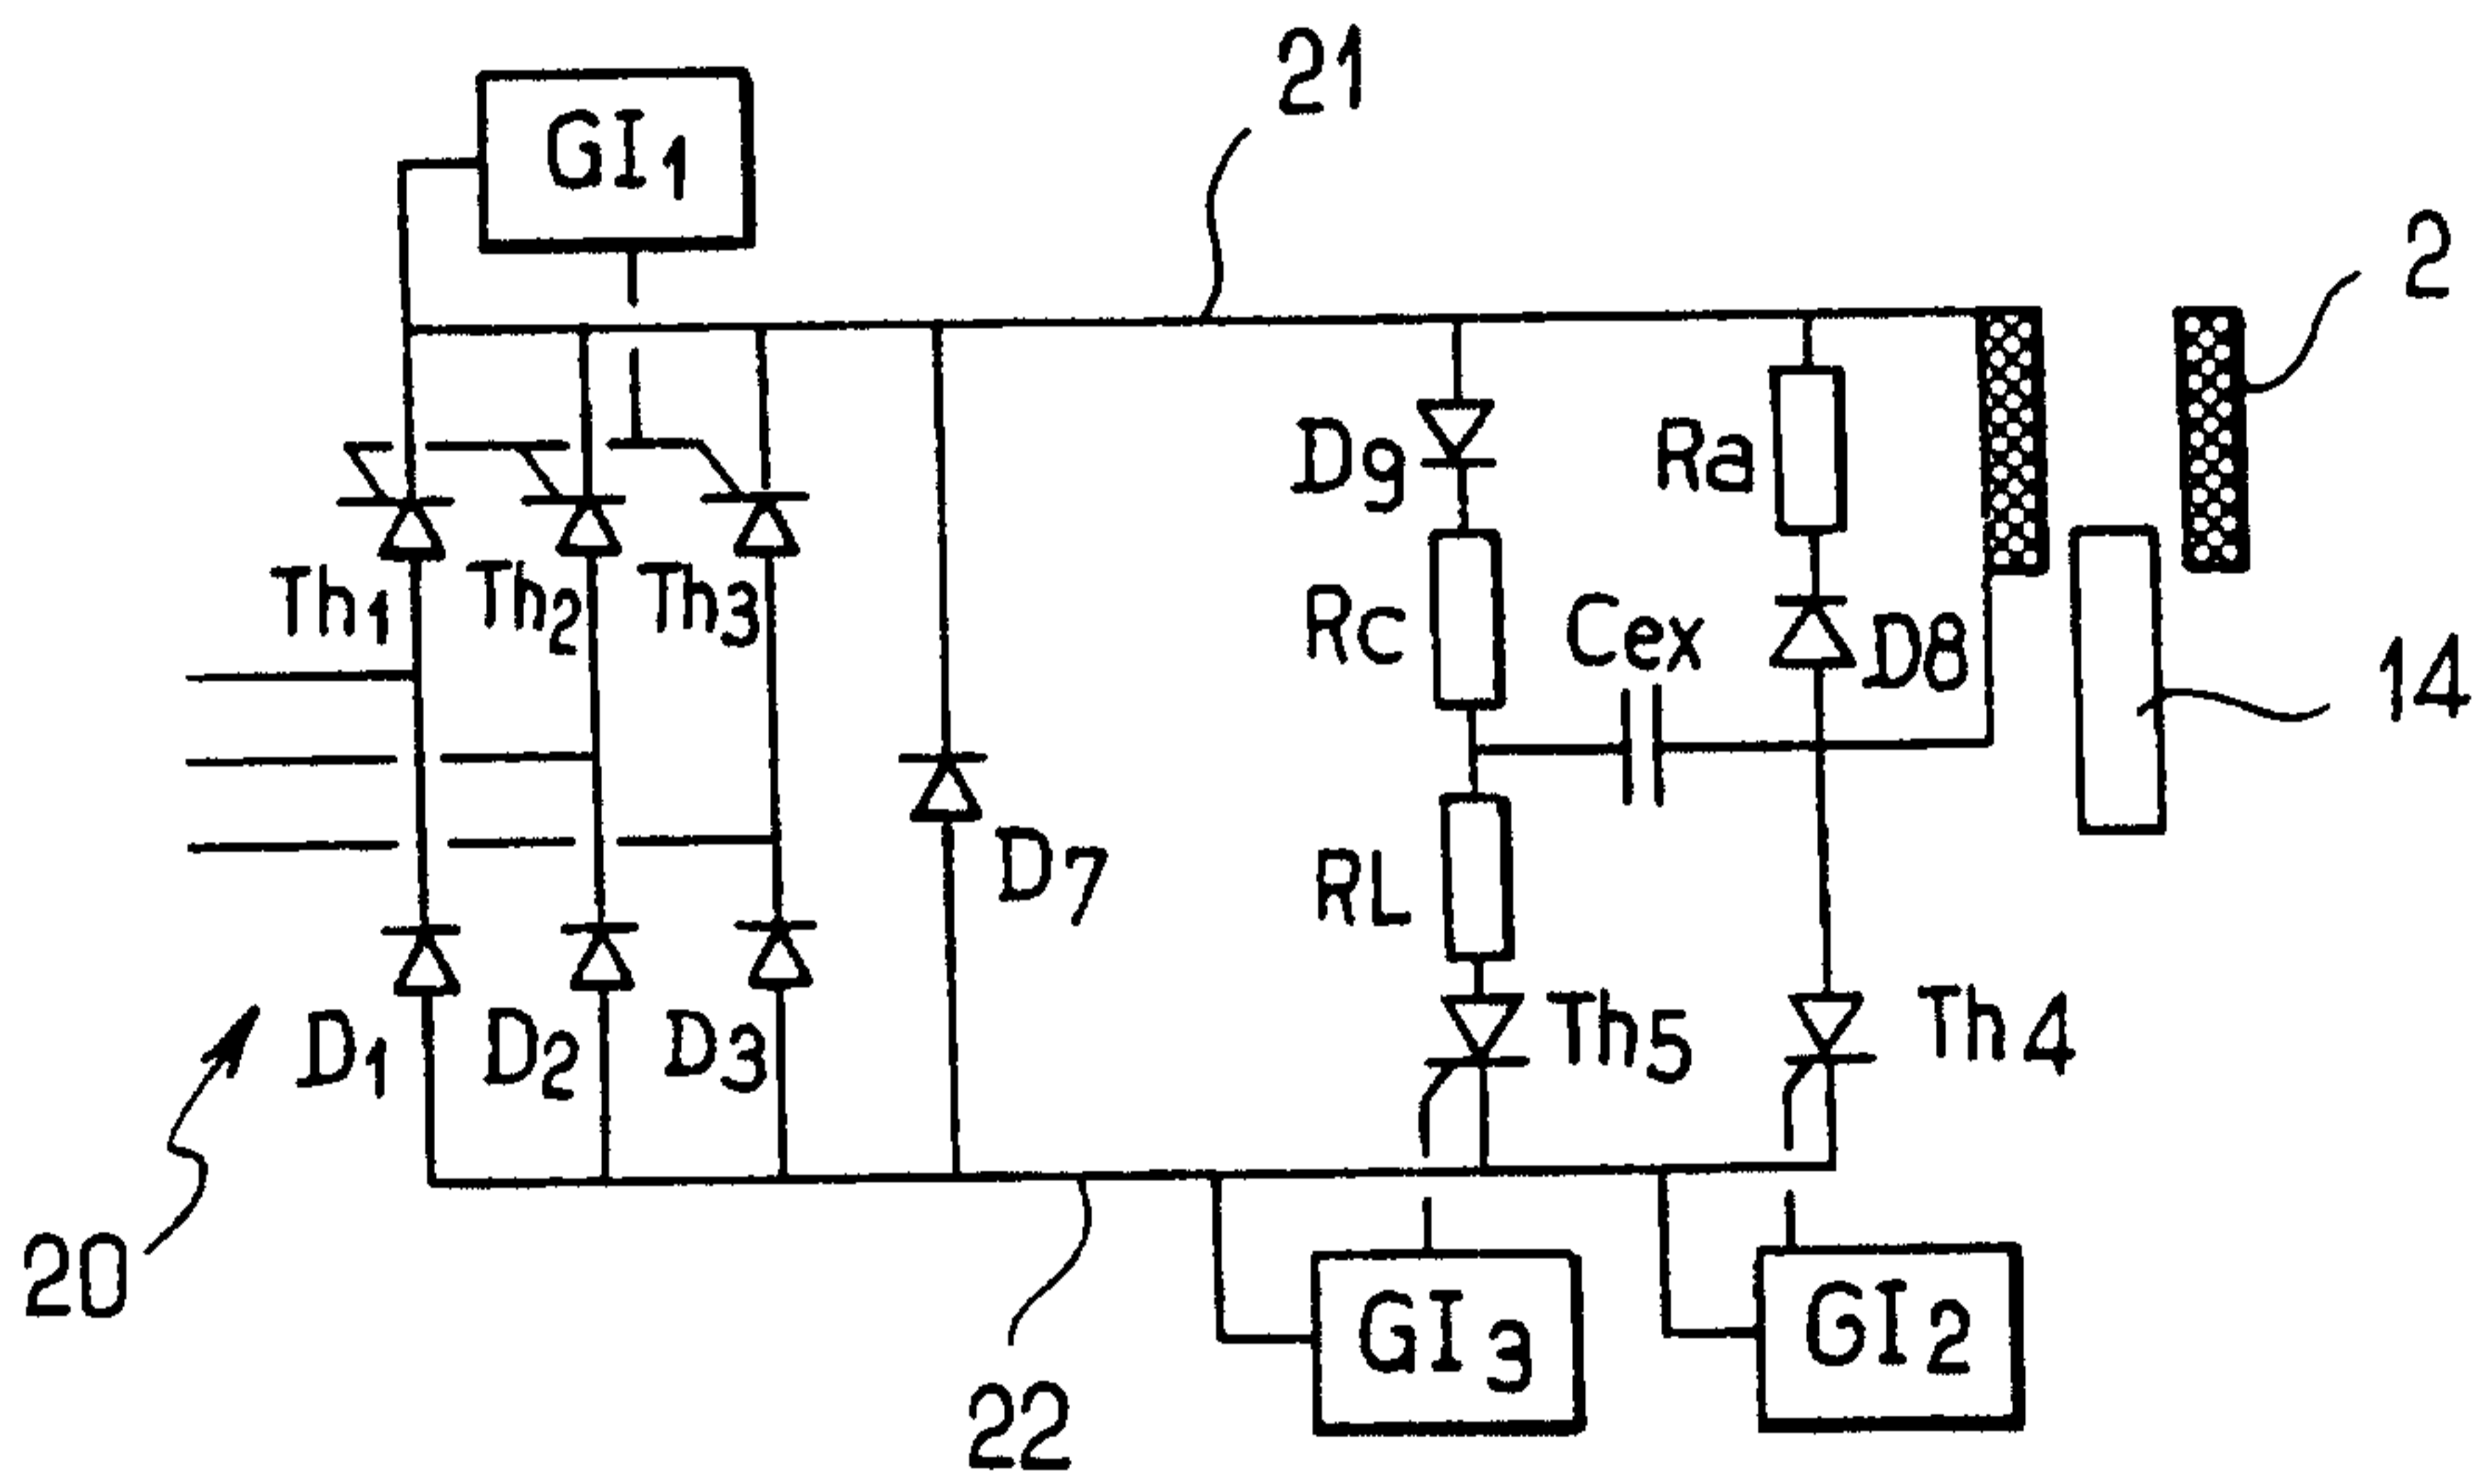 21
GI1
2
D9
Ra
Th1
Th2
Th3
Rc
Cex
D8
14
D7
RL
D1
D2
D3
Th5
Th4
20
GI3
GI2
22